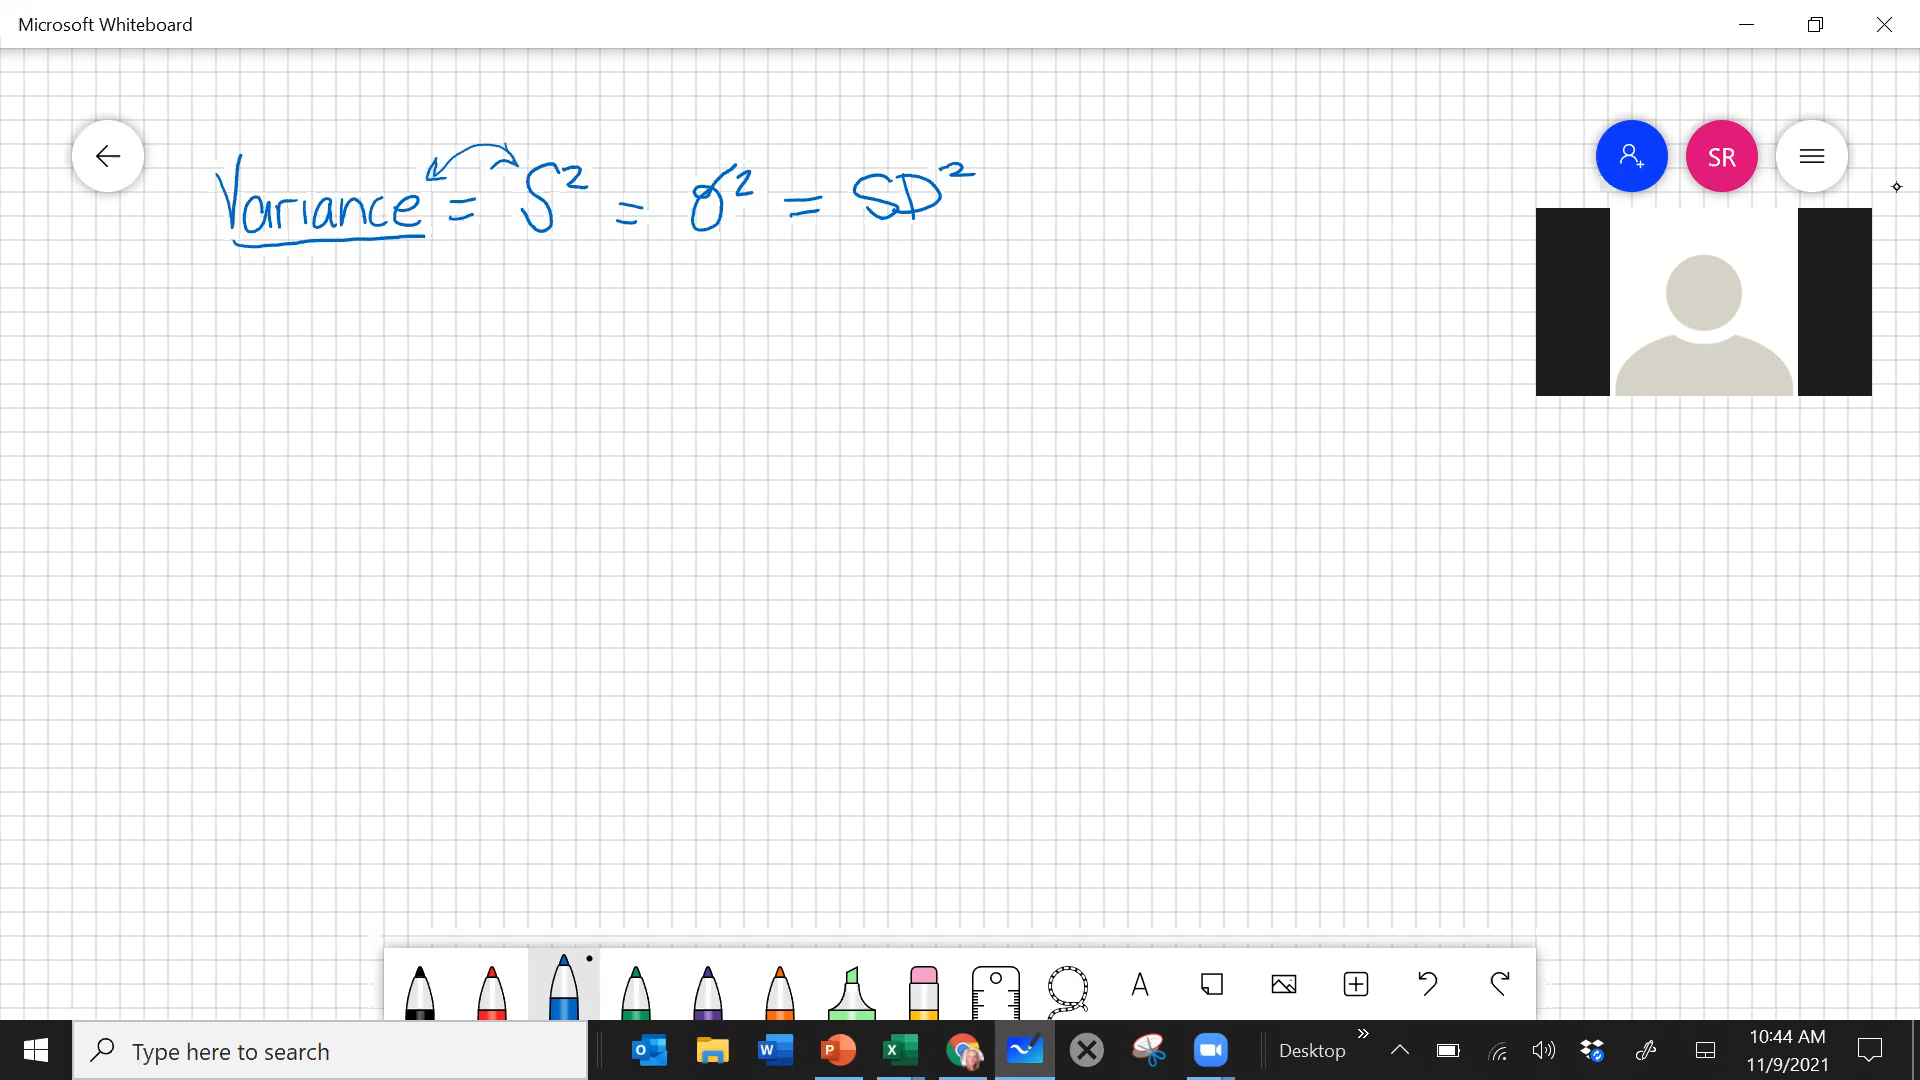 Microsoft Whiteboard
Variance = S² = σ² = SD²
SR
A
Type here to search
Desktop
10:44 AM
11/9/2021